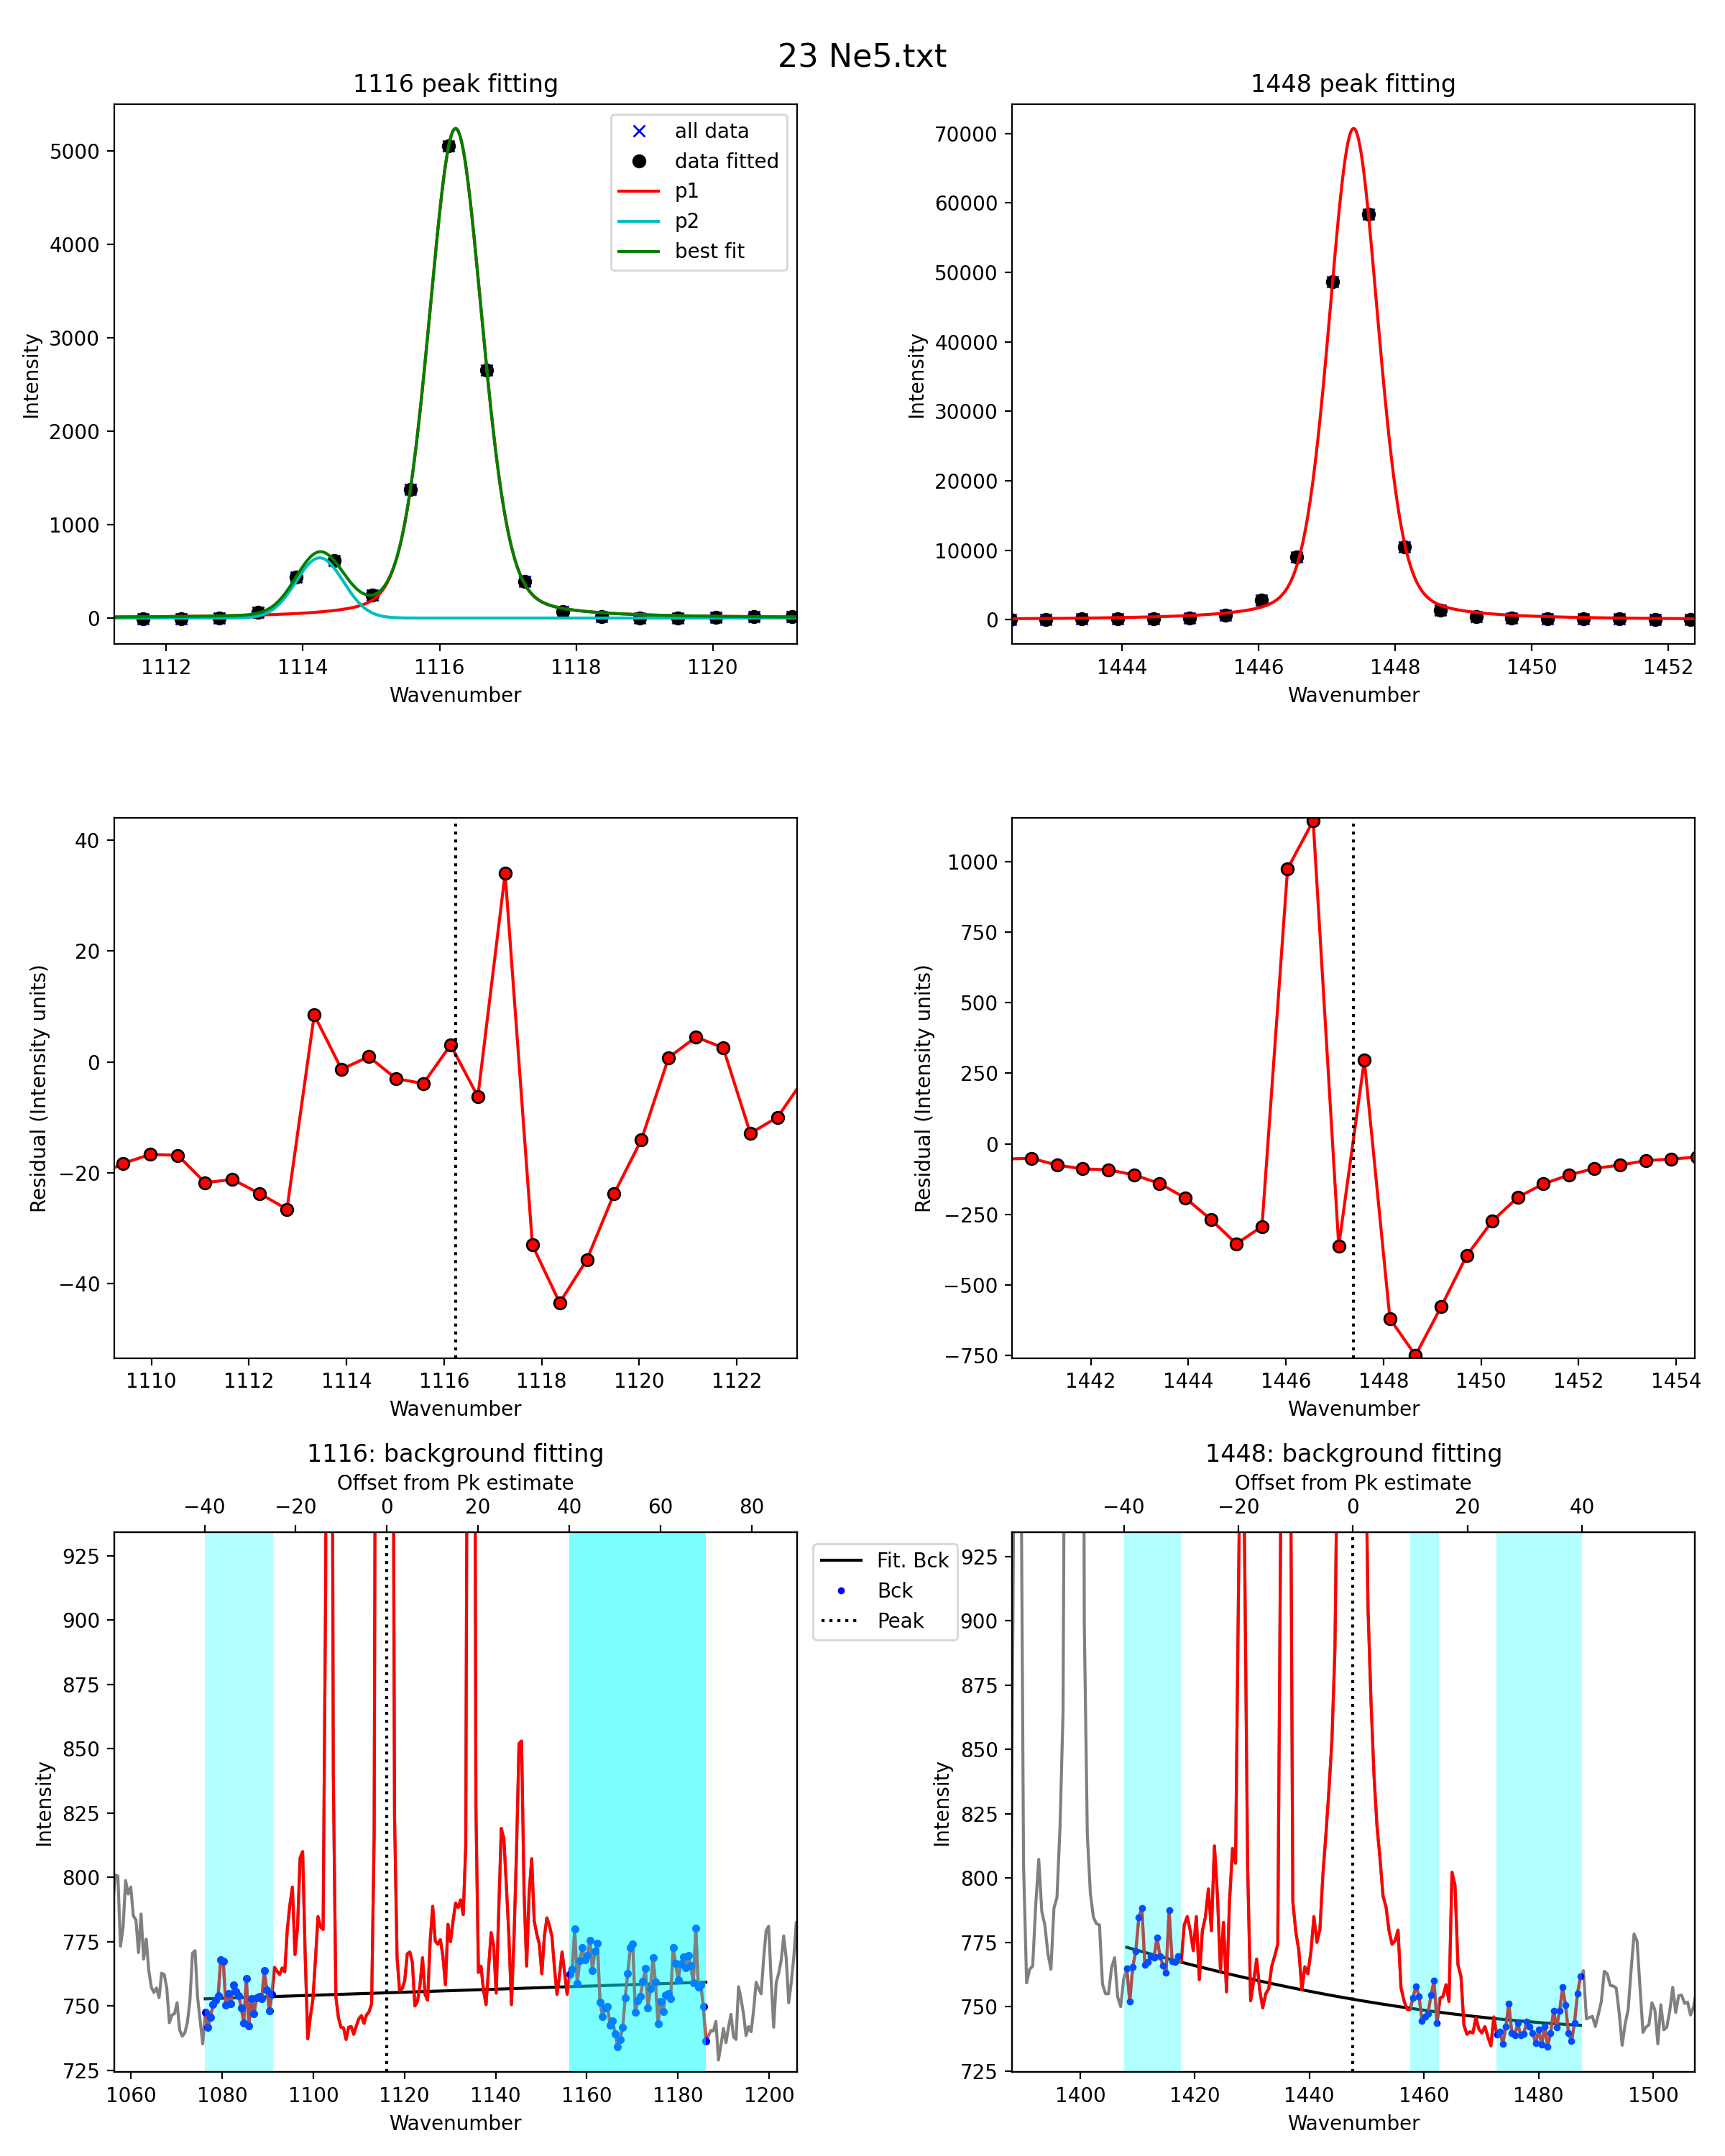 23 Ne5.txt
1116 peak fitting
1448 peak fitting
all data
data fitted
p1
p2
best fit
Intensity
5000
4000
3000
2000
1000
0
1112 1114 1116 1118 1120
Wavenumber
Intensity
70000
60000
50000
40000
30000
20000
10000
0
1444 1446 1448 1450 1452
Wavenumber
Residual (Intensity units)
40
20
0
−20
−40
1110 1112 1114 1116 1118 1120 1122
Wavenumber
Residual (Intensity units)
1000
750
500
250
0
−250
−500
−750
1442 1444 1446 1448 1450 1452 1454
Wavenumber
1116: background fitting
Offset from Pk estimate
−40 −20 0 20 40 60 80
Intensity
925
900
875
850
825
800
775
750
725
1060 1080 1100 1120 1140 1160 1180 1200
Wavenumber
Fit. Bck
Bck
Peak
1448: background fitting
Offset from Pk estimate
−40 −20 0 20 40
Intensity
925
900
875
850
825
800
775
750
725
1400 1420 1440 1460 1480 1500
Wavenumber